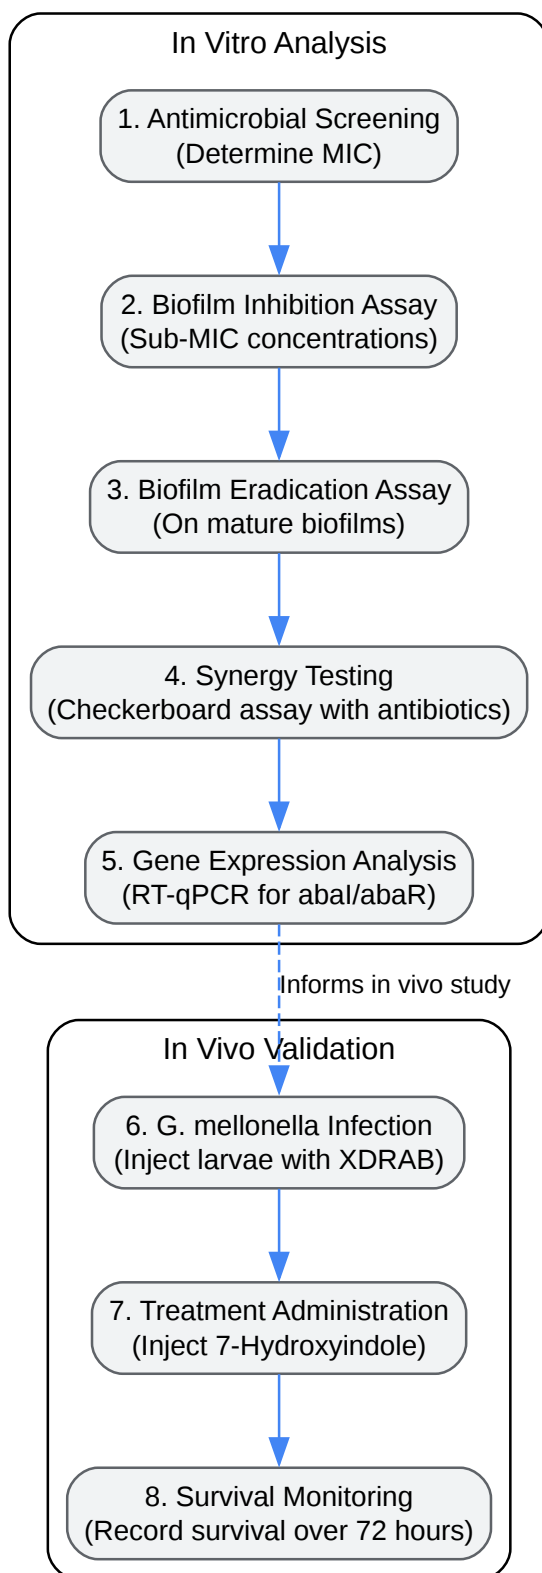 In Vitro Analysis
1. Antimicrobial Screening
(Determine MIC)
2. Biofilm Inhibition Assay
(Sub-MIC concentrations)
3. Biofilm Eradication Assay
(On mature biofilms)
4. Synergy Testing
(Checkerboard assay with antibiotics)
5. Gene Expression Analysis
(RT-qPCR for abaI/abaR)
Informs in vivo study
In Vivo Validation
6. G. mellonella Infection
(Inject larvae with XDRAB)
7. Treatment Administration
(Inject 7-Hydroxyindole)
8. Survival Monitoring
(Record survival over 72 hours)